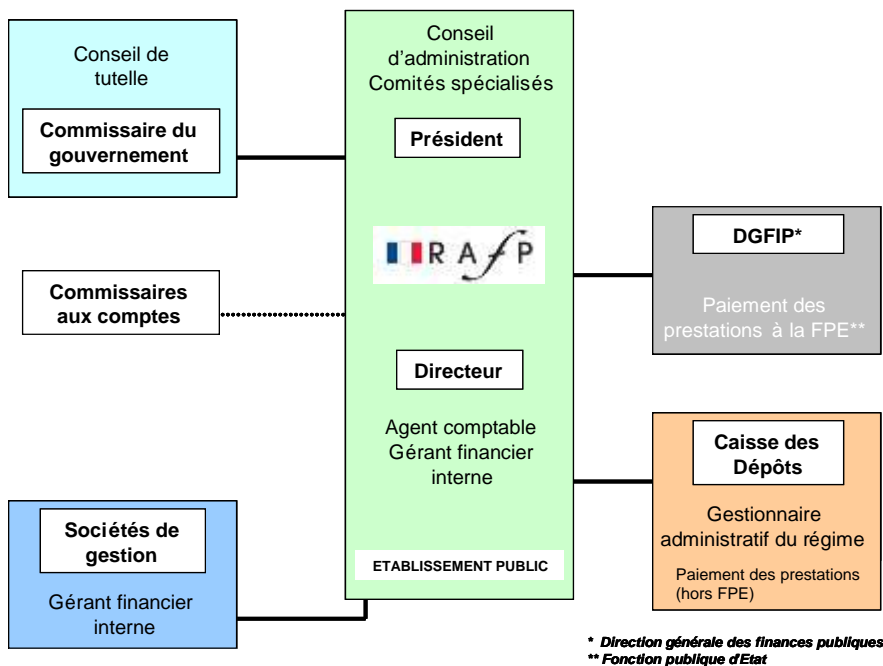 Conseil de
tutelle
Commissaire du
gouvernement
Commissaires
aux comptes
Sociétés de
gestion
Gérant financier
interne
Conseil
d'administration
Comités spécialisés
Président
RAfP
Directeur
Agent comptable
Gérant financier
interne
ETABLISSEMENT PUBLIC
DGFIP*
Paiement des
prestations à la FPE**
Caisse des
Dépôts
Gestionnaire
administratif du régime
Paiement des prestations
(hors FPE)
* Direction générale des finances publiques
** Fonction publique d'Etat